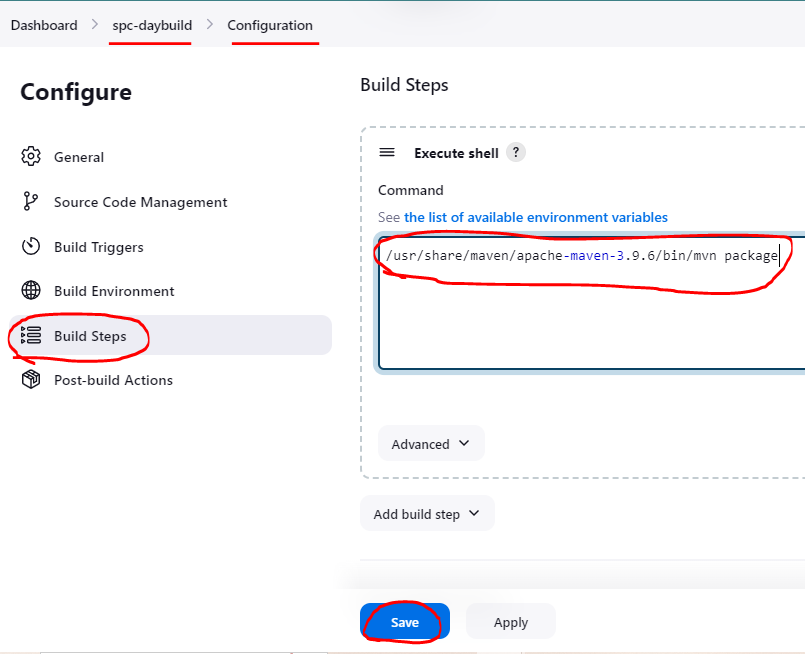 Dashboard > spc-daybuild > Configuration
Configure
General
Source Code Management
Build Triggers
Build Environment
Build Steps
Post-build Actions
Build Steps
Execute shell ?
Command
See the list of available environment variables
/usr/share/maven/apache-maven-3.9.6/bin/mvn package
Advanced
Add build step
Save
Apply